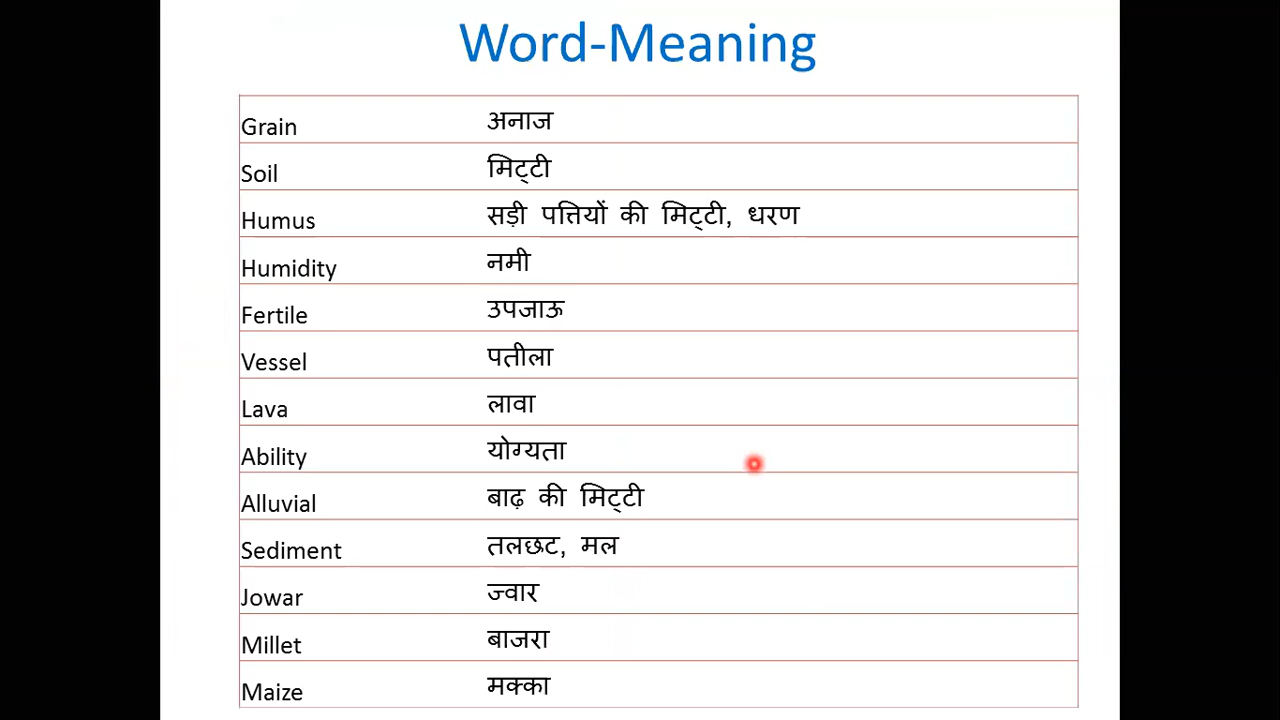 Word-Meaning
Grain अनाज
Soil मिट्टी
Humus सड़ी पत्तियों की मिट्टी, धरण
Humidity नमी
Fertile उपजाऊ
Vessel पतीला
Lava लावा
Ability योग्यता
Alluvial बाढ़ की मिट्टी
Sediment तलछट, मल
Jowar ज्वार
Millet बाजरा
Maize मक्का